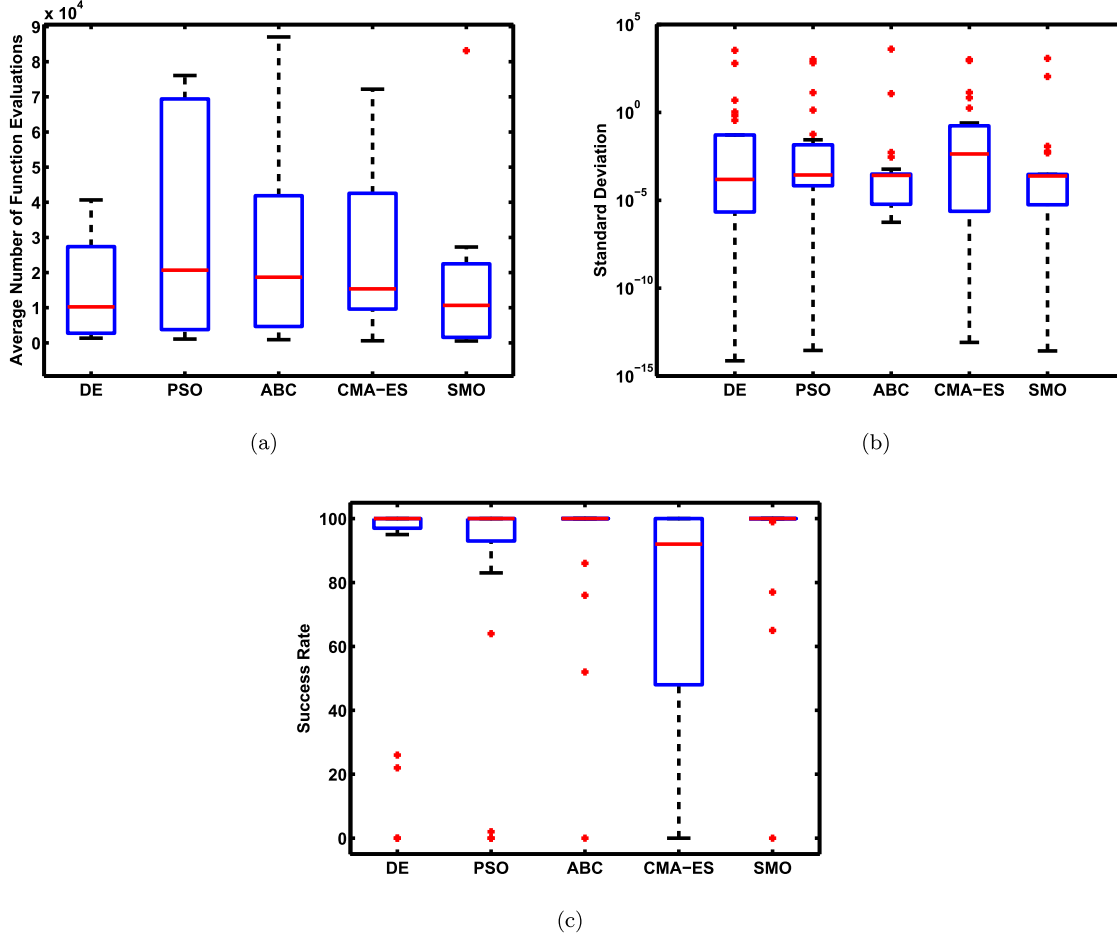 x 10^4
9
8
7
6
5
4
3
2
1
0
Average Number of Function Evaluations
DE PSO ABC CMA−ES SMO
(a)
10^5
10^0
10^−5
10^−10
10^−15
Standard Deviation
DE PSO ABC CMA−ES SMO
(b)
100
80
60
40
20
0
Success Rate
DE PSO ABC CMA−ES SMO
(c)